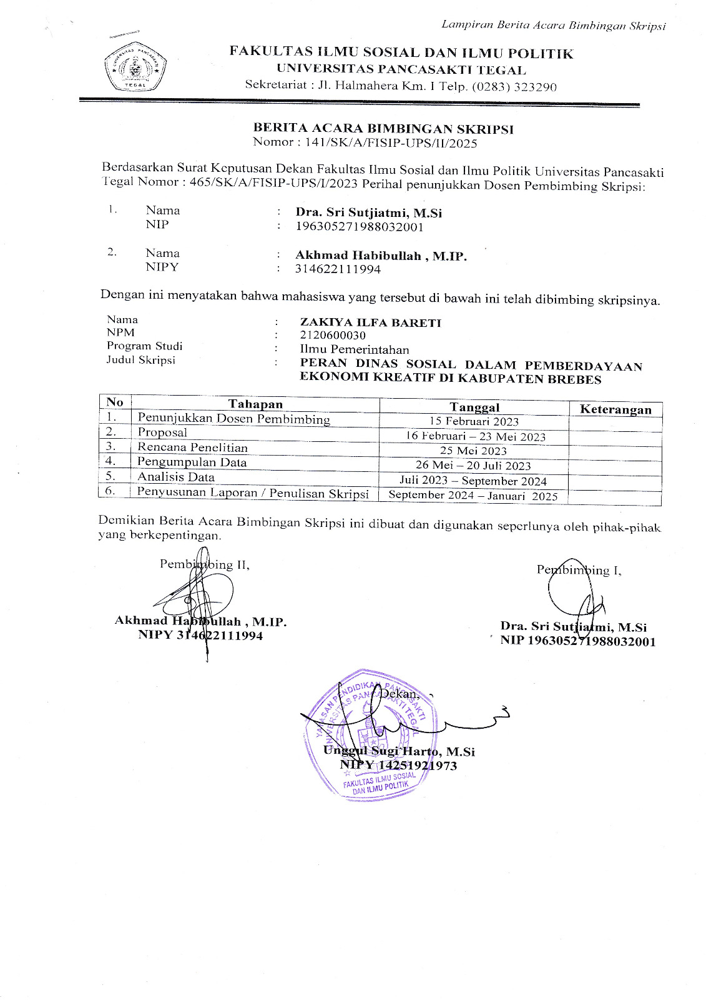 Lampiran Berita Acara Bimbingan Skripsi
UNIVERSITAS PANCASAKTI
TEGAL
FAKULTAS ILMU SOSIAL DAN ILMU POLITIK
UNIVERSITAS PANCASAKTI TEGAL
Sekretariat : Jl. Halmahera Km. I Telp. (0283) 323290
BERITA ACARA BIMBINGAN SKRIPSI
Nomor : 141/SK/A/FISIP-UPS/II/2025
Berdasarkan Surat Keputusan Dekan Fakultas Ilmu Sosial dan Ilmu Politik Universitas Pancasakti
Tegal Nomor : 465/SK/A/FISIP-UPS/I/2023 Perihal penunjukkan Dosen Pembimbing Skripsi:
1. Nama : Dra. Sri Sutjiatmi, M.Si
NIP : 196305271988032001
2. Nama : Akhmad Habibullah , M.IP.
NIPY : 314622111994
Dengan ini menyatakan bahwa mahasiswa yang tersebut di bawah ini telah dibimbing skripsinya.
Nama : ZAKIYA ILFA BARETI
NPM : 2120600030
Program Studi : Ilmu Pemerintahan
Judul Skripsi : PERAN DINAS SOSIAL DALAM PEMBERDAYAAN
EKONOMI KREATIF DI KABUPATEN BREBES
No Tahapan Tanggal Keterangan
1. Penunjukkan Dosen Pembimbing 15 Februari 2023
2. Proposal 16 Februari – 23 Mei 2023
3. Rencana Penelitian 25 Mei 2023
4. Pengumpulan Data 26 Mei – 20 Juli 2023
5. Analisis Data Juli 2023 – September 2024
6. Penyusunan Laporan / Penulisan Skripsi September 2024 – Januari 2025
Demikian Berita Acara Bimbingan Skripsi ini dibuat dan digunakan seperlunya oleh pihak-pihak
yang berkepentingan.
Pembimbing II,
Akhmad Habibullah , M.IP.
NIPY 314622111994
Pembimbing I,
Dra. Sri Sutjiatmi, M.Si
NIP 196305271988032001
YAYASAN PENDIDIKAN PANCASAKTI
UNIVERSITAS PANCASAKTI TEGAL
Dekan,
Unggul Sugi Harto, M.Si
NIPY 14251921973
FAKULTAS ILMU SOSIAL
DAN ILMU POLITIK